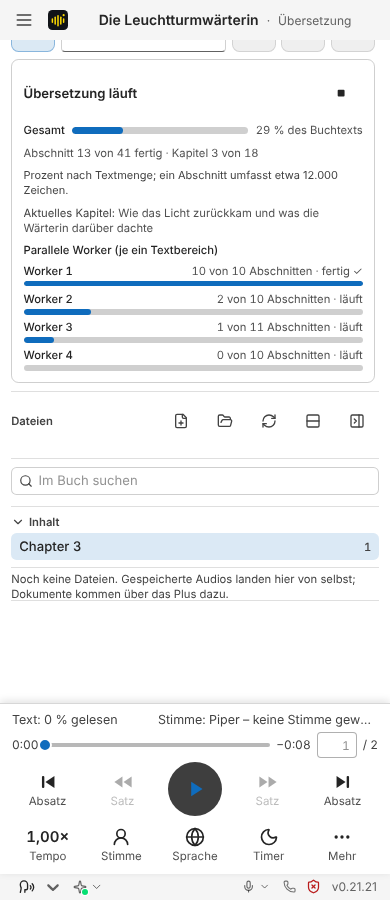 Die Leuchtturmwärterin · Übersetzung
Übersetzung läuft
Gesamt 29 % des Buchtexts
Abschnitt 13 von 41 fertig · Kapitel 3 von 18
Prozent nach Textmenge; ein Abschnitt umfasst etwa 12.000
Zeichen.
Aktuelles Kapitel: Wie das Licht zurückkam und was die
Wärterin darüber dachte
Parallele Worker (je ein Textbereich)
Worker 1 10 von 10 Abschnitten · fertig ✓
Worker 2 2 von 10 Abschnitten · läuft
Worker 3 1 von 11 Abschnitten · läuft
Worker 4 0 von 10 Abschnitten · läuft
Dateien
Im Buch suchen
Inhalt
Chapter 3 1
Noch keine Dateien. Gespeicherte Audios landen hier von selbst;
Dokumente kommen über das Plus dazu.
Text: 0 % gelesen Stimme: Piper – keine Stimme gew...
0:00 −0:08 1 / 2
Absatz Satz Satz Absatz
1,00×
Tempo Stimme Sprache Timer Mehr
v0.21.21